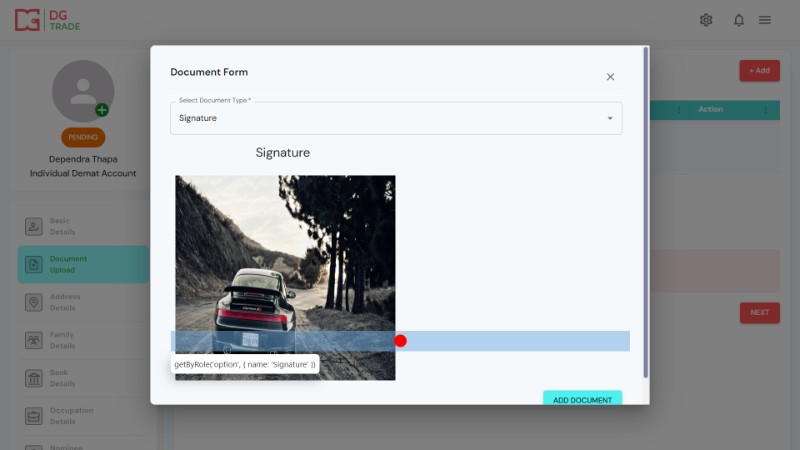 DG
TRADE
+ Add
Action
PENDING
Dependra Thapa
Individual Demat Account
Basic
Details
Document
Upload
Address
Details
Family
Details
Bank
Details
Occupation
Details
Nominee
NEXT
Document Form
Select Document Type *
Signature
Signature
getByRole('option', { name: 'Signature' })
ADD DOCUMENT